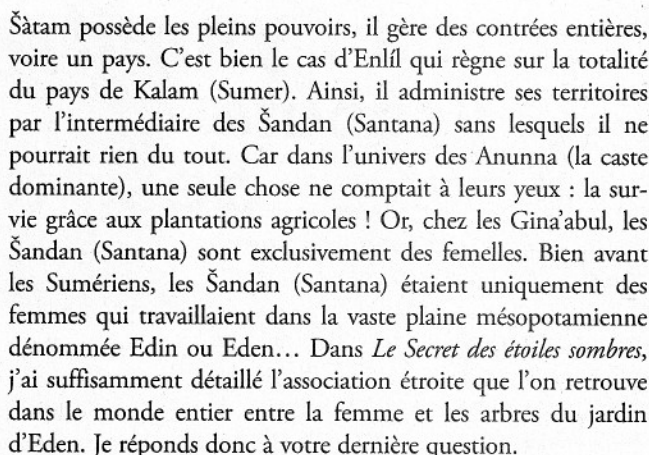 Šàtam possède les pleins pouvoirs, il gère des contrées entières,
voire un pays. C'est bien le cas d'Enlíl qui règne sur la totalité
du pays de Kalam (Sumer). Ainsi, il administre ses territoires
par l'intermédiaire des Šandan (Santana) sans lesquels il ne
pourrait rien du tout. Car dans l'univers des Anunna (la caste
dominante), une seule chose ne comptait à leurs yeux : la sur-
vie grâce aux plantations agricoles ! Or, chez les Gina'abul, les
Šandan (Santana) sont exclusivement des femelles. Bien avant
les Sumériens, les Šandan (Santana) étaient uniquement des
femmes qui travaillaient dans la vaste plaine mésopotamienne
dénommée Edin ou Eden… Dans Le Secret des étoiles sombres,
j'ai suffisamment détaillé l'association étroite que l'on retrouve
dans le monde entier entre la femme et les arbres du jardin
d'Eden. Je réponds donc à votre dernière question.